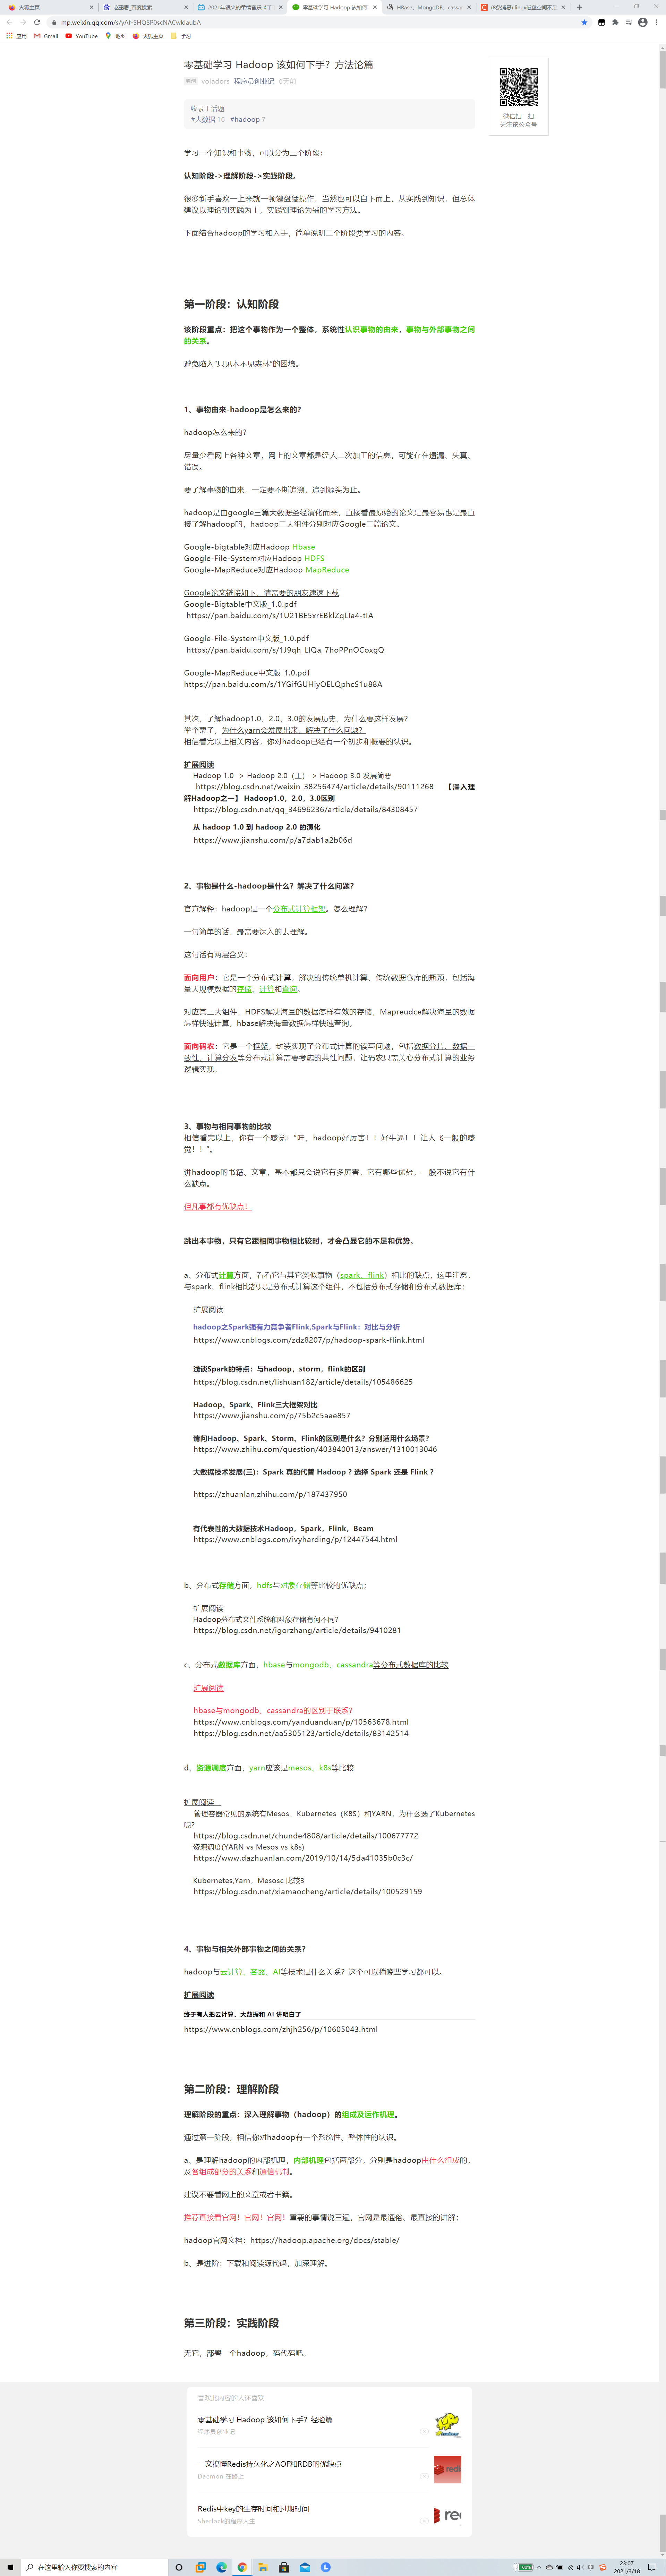 火狐主页
赵露思_百度搜索
零基础学习 Hadoop 该如何
HBase、MongoDB、cassa
mp.weixin.qq.com/s/yAf-5HQSP0scNACwklaubA
应用 Gmail YouTube 地图 火狐主页 学习
零基础学习 Hadoop 该如何下手？方法论篇
原创 voladors 程序员创业记 6天前
微信扫一扫
关注该公众号
收录于话题
#大数据 16 #hadoop 7
学习一个知识和事物，可以分为三个阶段：
认知阶段->理解阶段->实践阶段。
很多新手喜欢一上来就一顿键盘猛操作，当然也可以自下而上，从实践到知识，但总体
建议以理论到实践为主，实践到理论为辅的学习方法。
下面结合hadoop的学习和入手，简单说明三个阶段要学习的内容。
第一阶段：认知阶段
该阶段重点：把这个事物作为一个整体，系统性认识事物的由来，事物与外部事物之间
的关系。
避免陷入“只见木不见森林”的困境。
1、事物由来-hadoop是怎么来的？
hadoop怎么来的？
尽量少看网上各种文章，网上的文章都是经人二次加工的信息，可能存在遗漏、失真、
错误。
要了解事物的由来，一定要不断追溯，追到源头为止。
hadoop是由google三篇大数据圣经演化而来，直接看最原始的论文是最容易也是最直
接了解hadoop的，hadoop三大组件分别对应Google三篇论文。
Google-bigtable对应Hadoop Hbase
Google-File-System对应Hadoop HDFS
Google-MapReduce对应Hadoop MapReduce
Google论文链接如下，请需要的朋友速速下载
Google-Bigtable中文版_1.0.pdf
https://pan.baidu.com/s/1U21BE5xrEBklZqLIa4-tIA
Google-File-System中文版_1.0.pdf
https://pan.baidu.com/s/1J9qh_LlQa_7hoPPnOCoxgQ
Google-MapReduce中文版_1.0.pdf
https://pan.baidu.com/s/1YGifGUHiyOELQphcS1u88A
其次，了解hadoop1.0、2.0、3.0的发展历史，为什么要这样发展？
举个栗子，为什么yarn会发展出来，解决了什么问题？
相信看完以上相关内容，你对hadoop已经有一个初步和概要的认识。
扩展阅读
Hadoop 1.0 -> Hadoop 2.0（主）-> Hadoop 3.0 发展简要
https://blog.csdn.net/weixin_38256474/article/details/90111268 【深入理
解Hadoop之一】 Hadoop1.0，2.0，3.0区别
https://blog.csdn.net/qq_34696236/article/details/84308457
从 hadoop 1.0 到 hadoop 2.0 的演化
https://www.jianshu.com/p/a7dab1a2b06d
2、事物是什么-hadoop是什么？解决了什么问题？
官方解释：hadoop是一个分布式计算框架。怎么理解？
一句简单的话，最需要深入的去理解。
这句话有两层含义：
面向用户：它是一个分布式计算，解决的传统单机计算，传统数据仓库的瓶颈，包括海
量大规模数据的存储、计算和查询。
对应其三大组件，HDFS解决海量的数据怎样有效的存储，Mapreudce解决海量的数据
怎样快速计算，hbase解决海量数据怎样快速查询。
面向码农：它是一个框架，封装实现了分布式计算的读写问题，包括数据分片、数据一
致性、计算分发等分布式计算需要考虑的共性问题，让码农只需关心分布式计算的业务
逻辑实现。
3、事物与相同事物的比较
相信看完以上，你有一个感觉：“哇，hadoop好厉害！！好牛逼！！让人飞一般的感
觉！！”。
讲hadoop的书籍、文章，基本都只会说它有多厉害，它有哪些优势，一般不说它有什
么缺点。
但凡事都有优缺点！
跳出本事物，只有它跟相同事物相比较时，才会凸显它的不足和优势。
a、分布式计算方面，看看它与其它类似事物（spark、flink）相比的缺点，这里注意，
与spark、flink相比都只是分布式计算这个组件，不包括分布式存储和分布式数据库；
扩展阅读
hadoop之Spark强有力竞争者Flink,Spark与Flink：对比与分析
https://www.cnblogs.com/zdz8207/p/hadoop-spark-flink.html
浅谈Spark的特点：与hadoop，storm，flink的区别
https://blog.csdn.net/lishuan182/article/details/105486625
Hadoop、Spark、Flink三大框架对比
https://www.jianshu.com/p/75b2c5aae857
请问Hadoop、Spark、Storm、Flink的区别是什么？分别适用什么场景？
https://www.zhihu.com/question/403840013/answer/1310013046
大数据技术发展(三)：Spark 真的代替 Hadoop ？选择 Spark 还是 Flink ？
https://zhuanlan.zhihu.com/p/187437950
有代表性的大数据技术Hadoop，Spark，Flink，Beam
https://www.cnblogs.com/ivyharding/p/12447544.html
b、分布式存储方面，hdfs与对象存储等比较的优缺点；
扩展阅读
Hadoop分布式文件系统和对象存储有何不同？
https://blog.csdn.net/igorzhang/article/details/9410281
c、分布式数据库方面，hbase与mongodb、cassandra等分布式数据库的比较
扩展阅读
hbase与mongodb、cassandra的区别于联系？
https://www.cnblogs.com/yanduanduan/p/10563678.html
https://blog.csdn.net/aa5305123/article/details/83142514
d、资源调度方面，yarn应该是mesos、k8s等比较
扩展阅读
管理容器常见的系统有Mesos、Kubernetes（K8S）和YARN，为什么选了Kubernetes
呢？
https://blog.csdn.net/chunde4808/article/details/100677772
资源调度(YARN vs Mesos vs k8s)
https://www.dazhuanlan.com/2019/10/14/5da41035b0c3c/
Kubernetes,Yarn，Mesosc 比较3
https://blog.csdn.net/xiamaocheng/article/details/100529159
4、事物与相关外部事物之间的关系？
hadoop与云计算、容器、AI等技术是什么关系？这个可以稍晚些学习都可以。
扩展阅读
终于有人把云计算、大数据和 AI 讲明白了
https://www.cnblogs.com/zhjh256/p/10605043.html
第二阶段：理解阶段
理解阶段的重点：深入理解事物（hadoop）的组成及运作机理。
通过第一阶段，相信你对hadoop有一个系统性、整体性的认识。
a、是理解hadoop的内部机理，内部机理包括两部分，分别是hadoop由什么组成的，
及各组成部分的关系和通信机制。
建议不要看网上的文章或者书籍。
推荐直接看官网！官网！官网！重要的事情说三遍，官网是最通俗、最直接的讲解；
hadoop官网文档：https://hadoop.apache.org/docs/stable/
b、是进阶：下载和阅读源代码，加深理解。
第三阶段：实践阶段
无它，部署一个hadoop，码代码吧。
喜欢此内容的人还喜欢
零基础学习 Hadoop 该如何下手？经验篇
程序员创业记
一文搞懂Redis持久化之AOF和RDB的优缺点
Daemon 在路上
Redis中key的生存时间和过期时间
Sherlock的程序人生
在这里输入你要搜索的内容
100%
23:07
2021/3/18